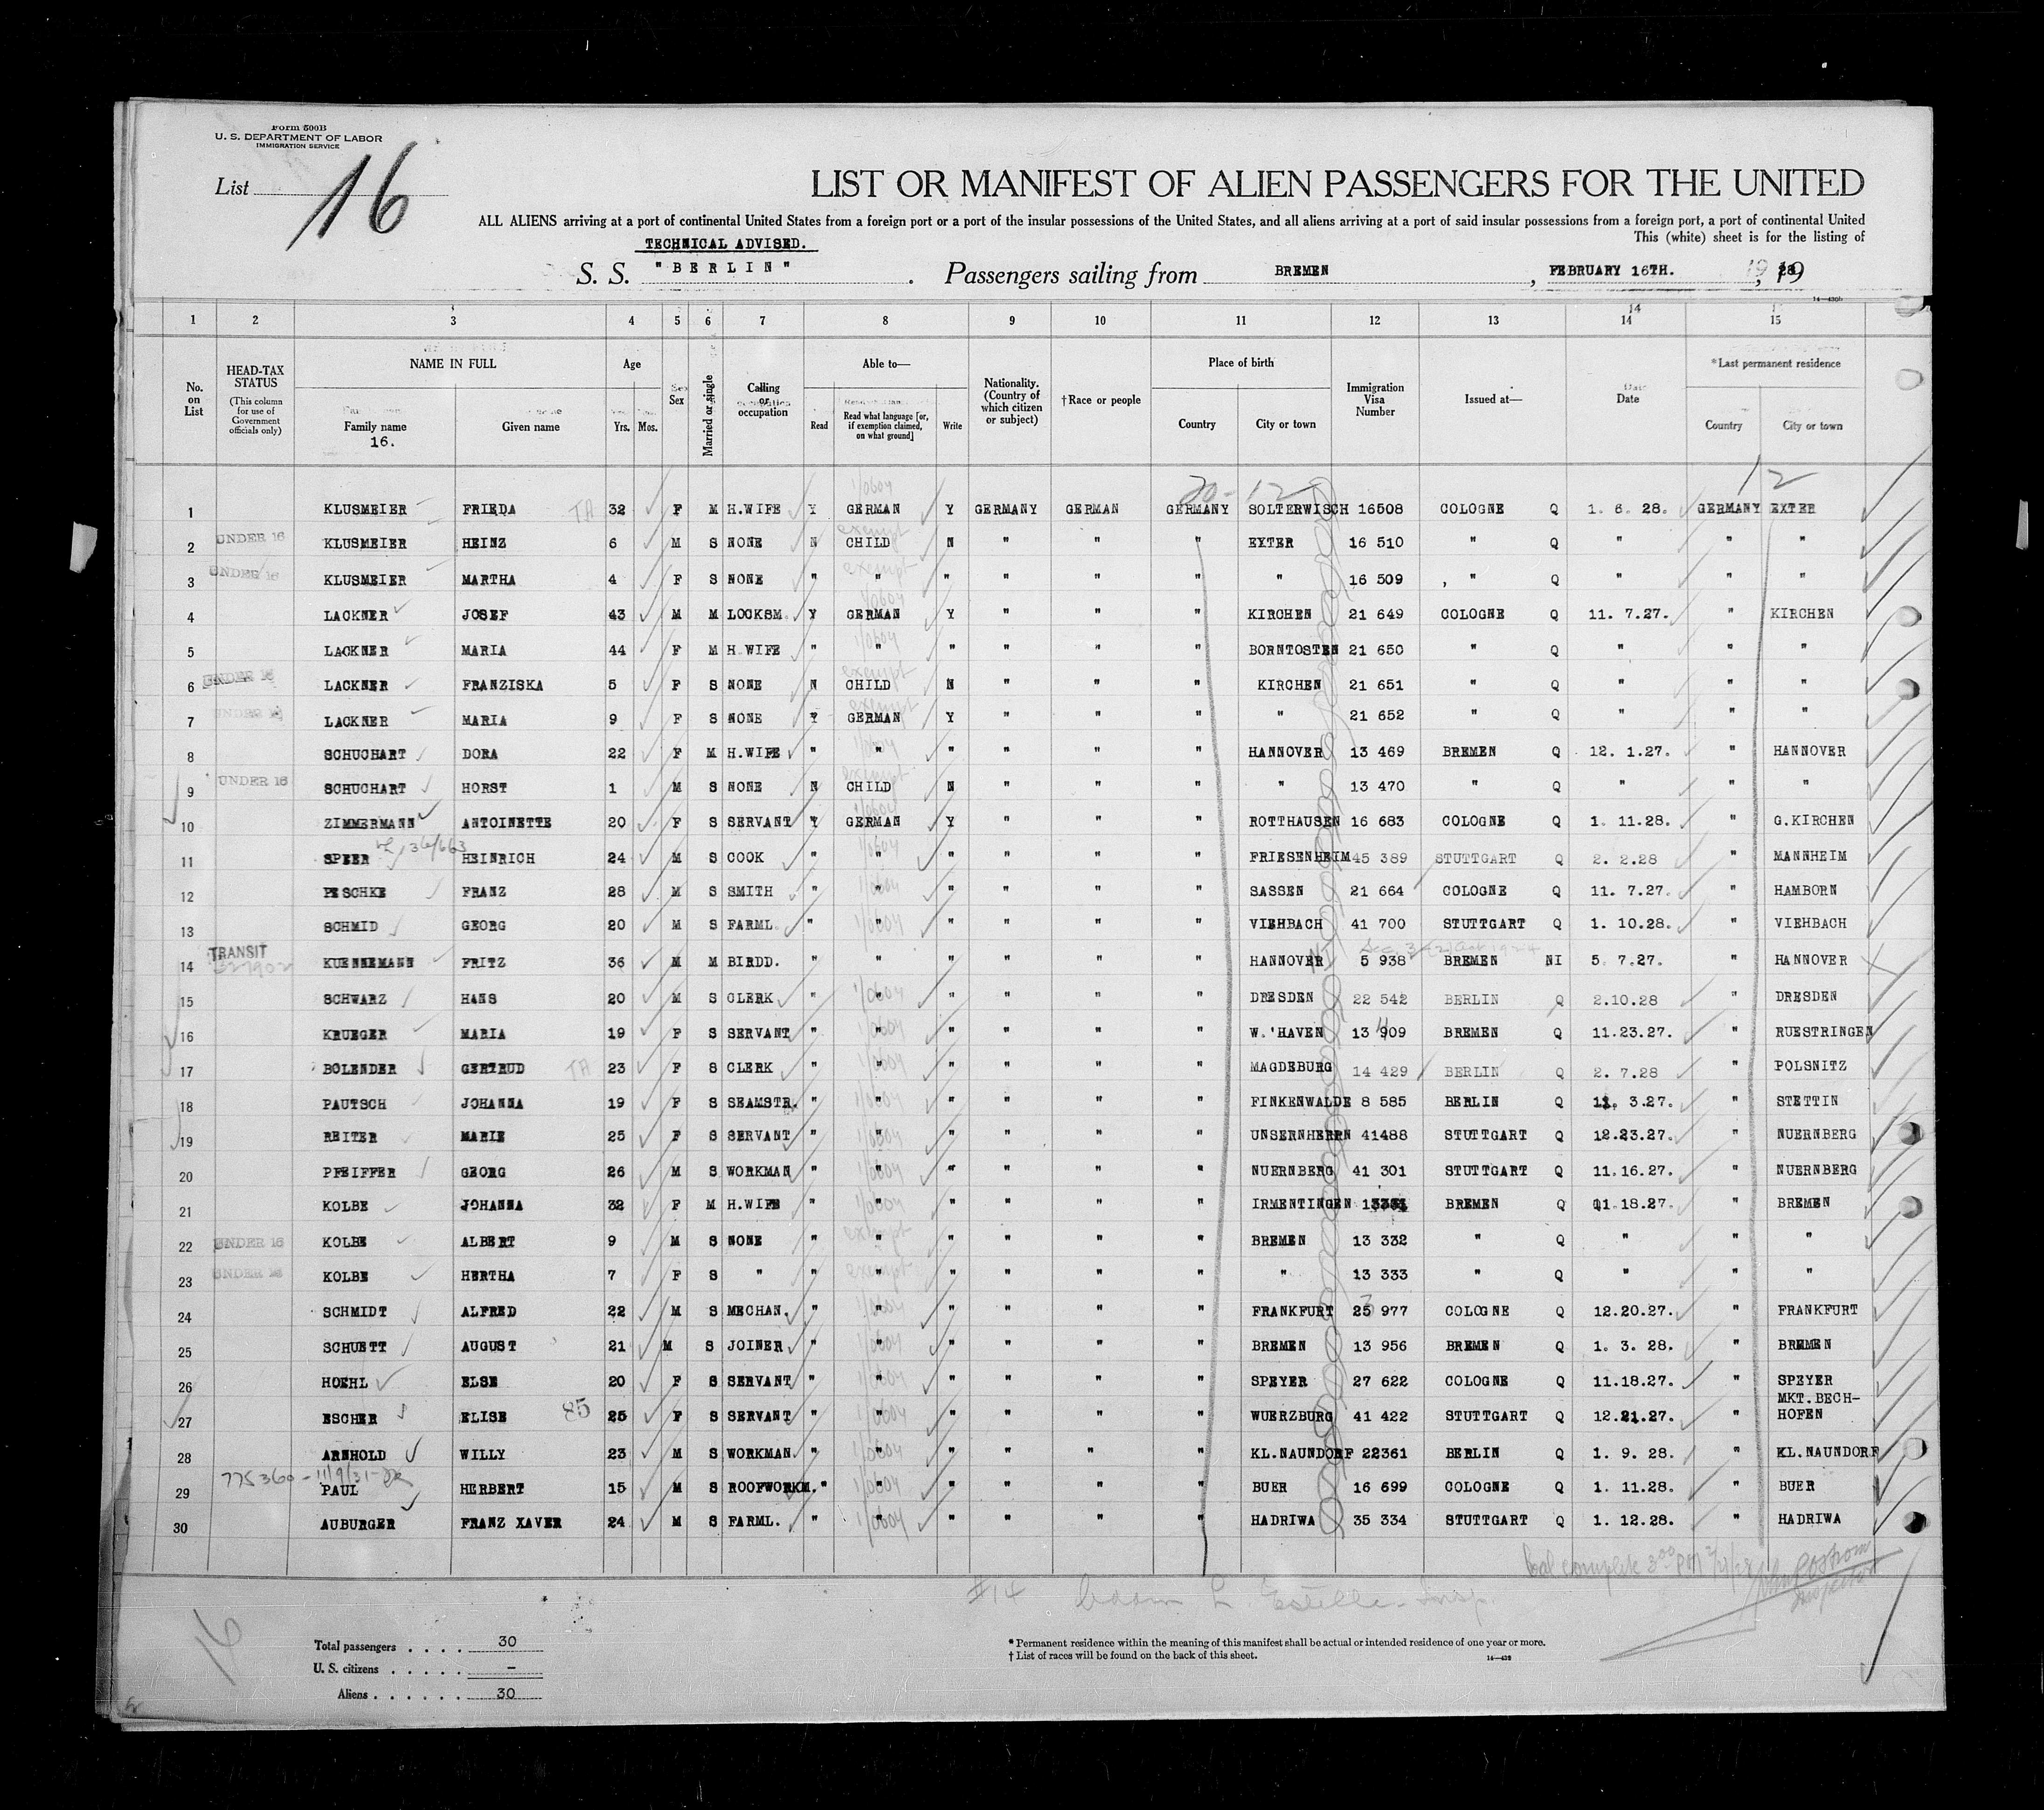 Form 500B
U. S. DEPARTMENT OF LABOR
IMMIGRATION SERVICE
List 16
LIST OR MANIFEST OF ALIEN PASSENGERS FOR THE UNITED
ALL ALIENS arriving at a port of continental United States from a foreign port or a port of the insular possessions of the United States, and all aliens arriving at a port of said insular possessions from a foreign port, a port of continental United
This (white) sheet is for the listing of
TECHNICAL ADVISED.
S. S. "BERLIN" . Passengers sailing from BREMEN , FEBRUARY 16TH. , 19 28
14—430b
1 2 3 4 5 6 7 8 9 10 11 12 13 14 15
No. on List
HEAD-TAX STATUS (This column for use of Government officials only)
NAME IN FULL
Family name
16.
Given name
Age
Yrs. Mos.
Sex
Married or single
Calling or occupation
Able to—
Read
Read what language [or, if exemption claimed, on what ground]
Write
Nationality. (Country of which citizen or subject)
†Race or people
Place of birth
Country
City or town
Immigration Visa Number
Issued at—
Date
*Last permanent residence
Country
City or town
20-12 12
1 KLUSMEIER FRIEDA TA 32 F M H.WIFE Y GERMAN Y GERMANY GERMAN GERMANY SOLTERWISCH 16508 COLOGNE Q 1. 6. 28. GERMANY EXTER
2 UNDER 16 KLUSMEIER HEINZ 6 M S NONE N CHILD N " " " EXTER 16 510 " Q " " "
3 UNDER 16 KLUSMEIER MARTHA 4 F S NONE " " " " " " " 16 509 " Q " " "
4 LACKNER JOSEF 43 M M LOCKSM. Y GERMAN Y " " " KIRCHEN 21 649 COLOGNE Q 11. 7.27. " KIRCHEN
5 LACKNER MARIA 44 F M H.WIFE " " " " " " BORNTOSTEN 21 650 " Q " " "
6 UNDER 16 LACKNER FRANZISKA 5 F S NONE N CHILD N " " " KIRCHEN 21 651 " Q " " "
7 UNDER 16 LACKNER MARIA 9 F S NONE Y GERMAN Y " " " " 21 652 " Q " " "
8 SCHUCHART DORA 22 F M H.WIFE " " " " " " HANNOVER 13 469 BREMEN Q 12. 1.27. " HANNOVER
9 UNDER 16 SCHUCHART HORST 1 M S NONE N CHILD N " " " " 13 470 " Q " " "
10 ZIMMERMANN ANTOINETTE 20 F S SERVANT Y GERMAN Y " " " ROTTHAUSEN 16 683 COLOGNE Q 1. 11.28. " G.KIRCHEN
11 SPEER HEINRICH 24 M S COOK " " " " " " FRIESENHEIM 45 389 STUTTGART Q 2. 2.28 " MANNHEIM
12 PESCHKE FRANZ 28 M S SMITH " " " " " " SASSEN 21 664 COLOGNE Q 11. 7.27. " HAMBORN
13 SCHMID GEORG 20 M S FARML. " " " " " " VIEHBACH 41 700 STUTTGART Q 1. 10.28. " VIEHBACH
14 TRANSIT KUENNEMANN FRITZ 36 M M BIRDD. " " " " " " HANNOVER 5 938 BREMEN NI 5. 7.27. " HANNOVER
15 SCHWARZ HANS 20 M S CLERK " " " " " " DRESDEN 22 542 BERLIN Q 2.10.28 " DRESDEN
16 KRUEGER MARIA 19 F S SERVANT " " " " " " W.'HAVEN 13 909 BREMEN Q 11.23.27. " RUESTRINGEN
17 BOLENDER GERTRUD TA 23 F S CLERK " " " " " " MAGDEBURG 14 429 BERLIN Q 2. 7.28 " POLSNITZ
18 PAUTSCH JOHANNA 19 F S SEAMSTR. " " " " " " FINKENWALDE 8 585 BERLIN Q 11. 3.27. " STETTIN
19 REITER MARIE 25 F S SERVANT " " " " " " UNSERNHERRN 41488 STUTTGART Q 12.23.27. " NUERNBERG
20 PFEIFFER GEORG 26 M S WORKMAN " " " " " " NUERNBERG 41 301 STUTTGART Q 11.16.27. " NUERNBERG
21 KOLBE JOHANNA 32 F M H.WIFE " " " " " " IRMENTINGEN 13331 BREMEN Q 11.18.27. " BREMEN
22 UNDER 16 KOLBE ALBERT 9 M S NONE " " " " " " BREMEN 13 332 " Q " " "
23 UNDER 16 KOLBE HERTHA 7 F S " " " " " " " " 13 333 " Q " " "
24 SCHMIDT ALFRED 22 M S MECHAN. " " " " " " FRANKFURT 25 977 COLOGNE Q 12.20.27. " FRANKFURT
25 SCHUETT AUGUST 21 M S JOINER " " " " " " BREMEN 13 956 BREMEN Q 1. 3. 28. " BREMEN
26 HOEHL ELSE 20 F S SERVANT " " " " " " SPEYER 27 622 COLOGNE Q 11.18.27. " SPEYER
27 ESCHER ELISE 85 25 F S SERVANT " " " " " " WUERZBURG 41 422 STUTTGART Q 12.21.27. " MKT.BECH-HOFEN
28 ARNHOLD WILLY 23 M S WORKMAN " " " " " " KL.NAUNDORF 22361 BERLIN Q 1. 9. 28. " KL.NAUNDORF
775360 - 11/9/31
29 PAUL HERBERT 15 M S ROOFWORKM. " " " " " " BUER 16 699 COLOGNE Q 1. 11.28. " BUER
30 AUBURGER FRANZ XAVER 24 M S FARML. " " " " " " HADRIWA 35 334 STUTTGART Q 1. 12.28. " HADRIWA
#14
16
Total passengers . . . . 30
U. S. citizens . . . . . –
Aliens . . . . . . 30
* Permanent residence within the meaning of this manifest shall be actual or intended residence of one year or more.
† List of races will be found on the back of this sheet.
14—439